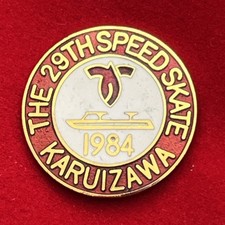 THE 29TH SPEED SKATE
1984
KARUIZAWA